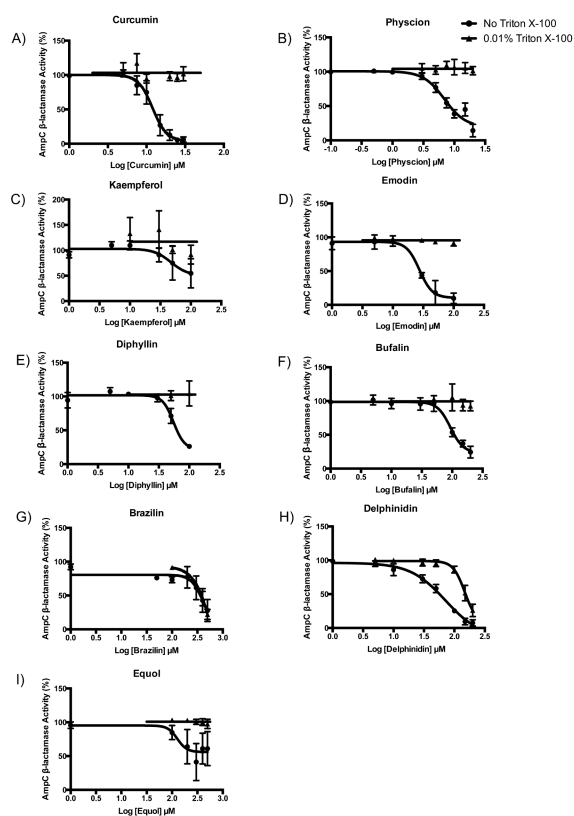 Curcumin
A)
AmpC β-lactamase Activity (%)
150
100
50
0
0.0 0.5 1.0 1.5 2.0
Log [Curcumin] µM
Physcion
No Triton X-100
0.01% Triton X-100
B)
AmpC β-lactamase Activity (%)
150
100
50
0
-1.0 -0.5 0.0 0.5 1.0 1.5
Log [Physcion] µM
Kaempferol
C)
AmpC β-lactamase Activity (%)
200
150
100
50
0
0.0 0.5 1.0 1.5 2.0 2.5
Log [Kaempferol] µM
Emodin
D)
AmpC β-lactamase Activity (%)
150
100
50
0
0.0 0.5 1.0 1.5 2.0 2.5
Log [Emodin] µM
Diphyllin
E)
AmpC β-lactamase Activity (%)
150
100
50
0
0.0 0.5 1.0 1.5 2.0 2.5
Log [Diphyllin] µM
Bufalin
F)
AmpC β-lactamase Activity (%)
150
100
50
0
0.0 0.5 1.0 1.5 2.0 2.5
Log [Bufalin] µM
Brazilin
G)
AmpC β-lactamase Activity (%)
150
100
50
0
0.0 0.5 1.0 1.5 2.0 2.5 3.0
Log [Brazilin] µM
Delphinidin
H)
AmpC β-lactamase Activity (%)
150
100
50
0
0.0 0.5 1.0 1.5 2.0 2.5
Log [Delphinidin] µM
Equol
I)
AmpC β-lactamase Activity (%)
150
100
50
0
0.0 0.5 1.0 1.5 2.0 2.5 3.0
Log [Equol] µM